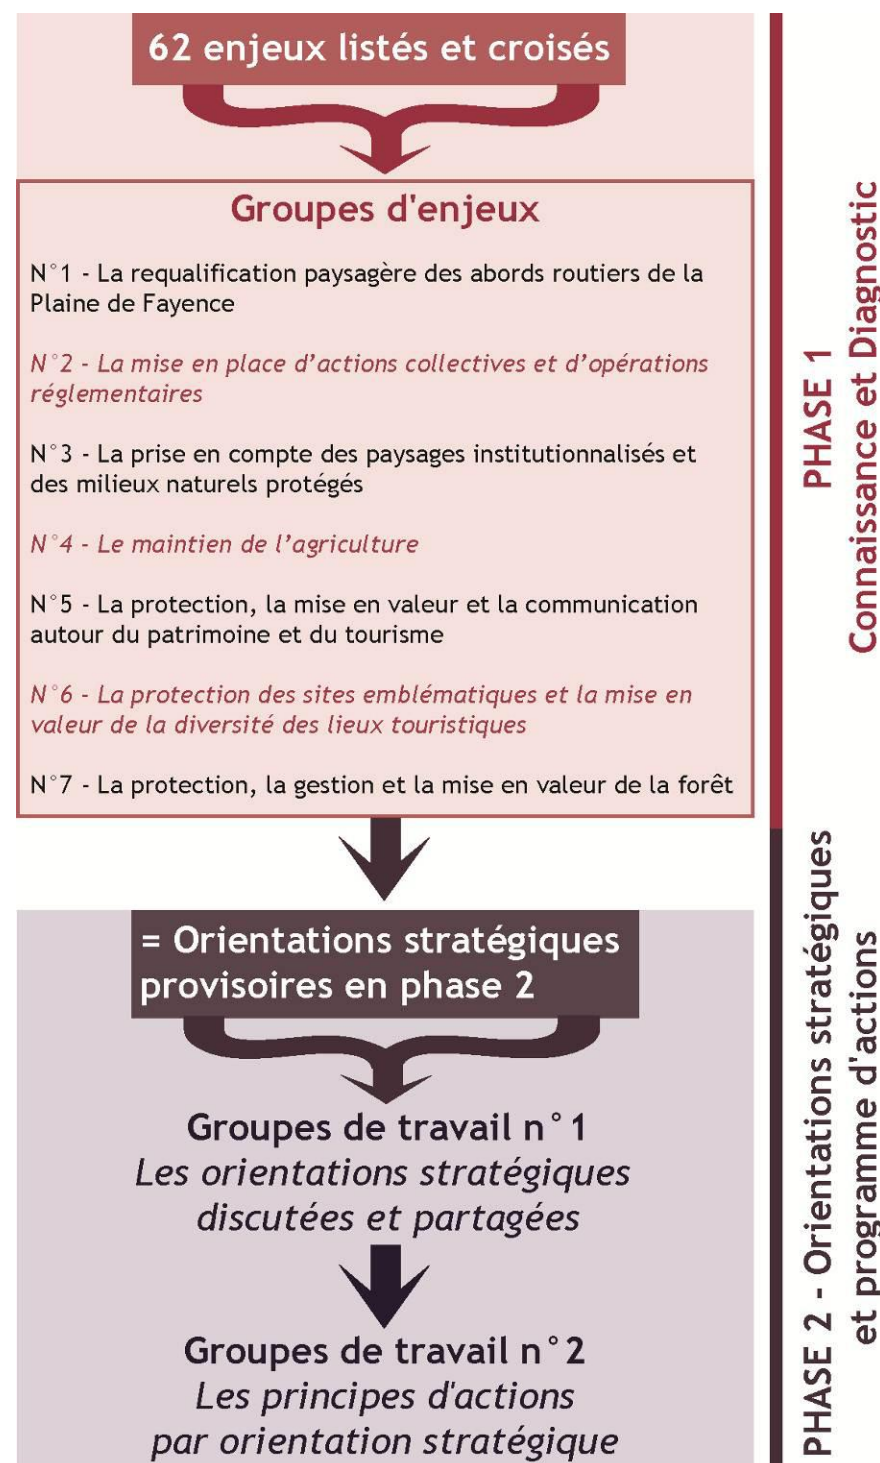 62 enjeux listés et croisés
Groupes d'enjeux
N°1 - La requalification paysagère des abords routiers de la
Plaine de Fayence
N°2 - La mise en place d’actions collectives et d’opérations
réglementaires
N°3 - La prise en compte des paysages institutionnalisés et
des milieux naturels protégés
N°4 - Le maintien de l’agriculture
N°5 - La protection, la mise en valeur et la communication
autour du patrimoine et du tourisme
N°6 - La protection des sites emblématiques et la mise en
valeur de la diversité des lieux touristiques
N°7 - La protection, la gestion et la mise en valeur de la forêt
PHASE 1
Connaissance et Diagnostic
= Orientations stratégiques
provisoires en phase 2
Groupes de travail n°1
Les orientations stratégiques
discutées et partagées
Groupes de travail n°2
Les principes d'actions
par orientation stratégique
PHASE 2 - Orientations stratégiques
et programme d'actions